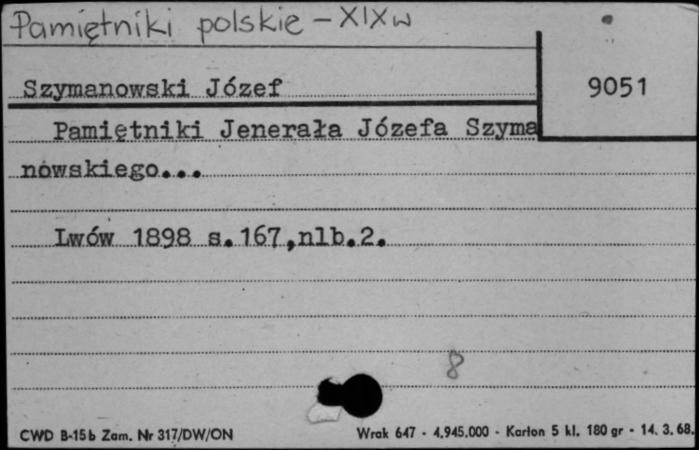 Pamiętniki polskie - XIX w
Szymanowski Józef
9051
Pamiętniki Jenerała Józefa Szyma
nowskiego...
Lwów 1898 s.167,nlb.2.
8
CWD B-15b Zam. Nr 317/DW/ON
Wrak 647 - 4.945.000 - Karton 5 kl. 180 gr - 14. 3. 68.